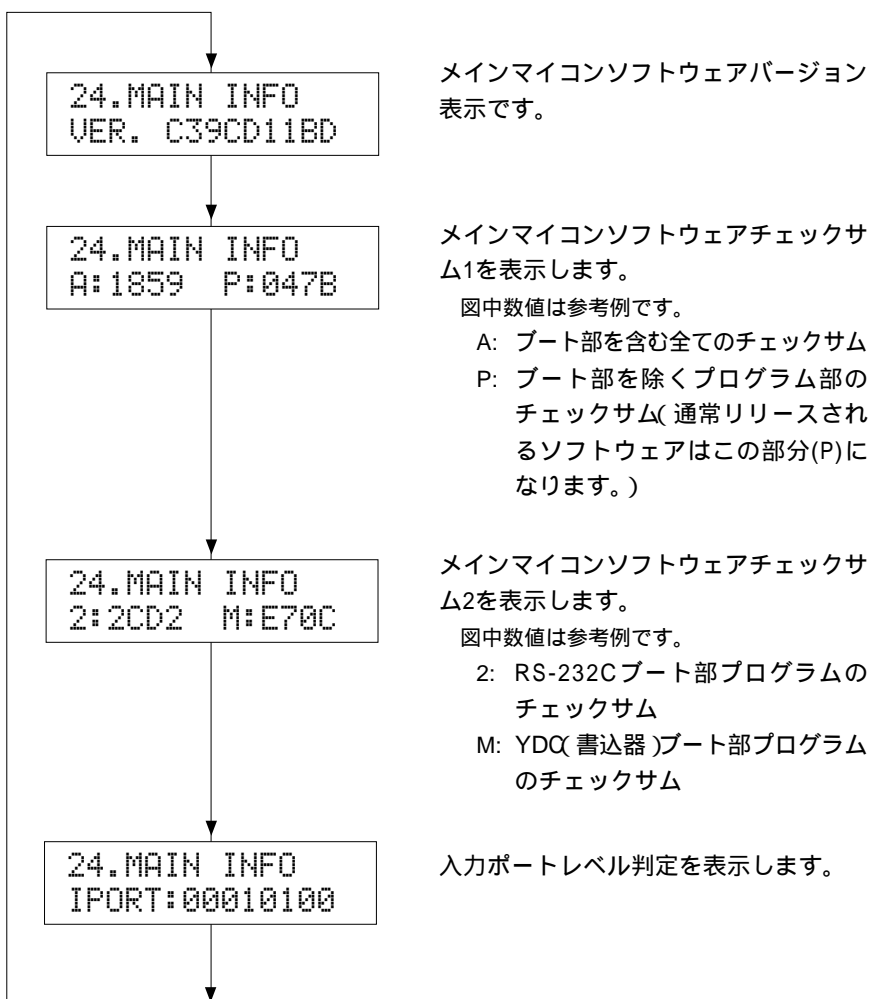 24.MAIN INFO
VER. C39CD11BD
メインマイコンソフトウェアバージョン
表示です。
24.MAIN INFO
A:1859 P:047B
メインマイコンソフトウェアチェックサ
ム1を表示します。
図中数値は参考例です。
A: ブート部を含む全てのチェックサム
P: ブート部を除くプログラム部の
チェックサム(通常リリースされ
るソフトウェアはこの部分(P)に
なります。)
24.MAIN INFO
2:2CD2 M:E70C
メインマイコンソフトウェアチェックサ
ム2を表示します。
図中数値は参考例です。
2: RS-232Cブート部プログラムの
チェックサム
M: YDC(書込器)ブート部プログラム
のチェックサム
24.MAIN INFO
IPORT:00010100
入力ポートレベル判定を表示します。